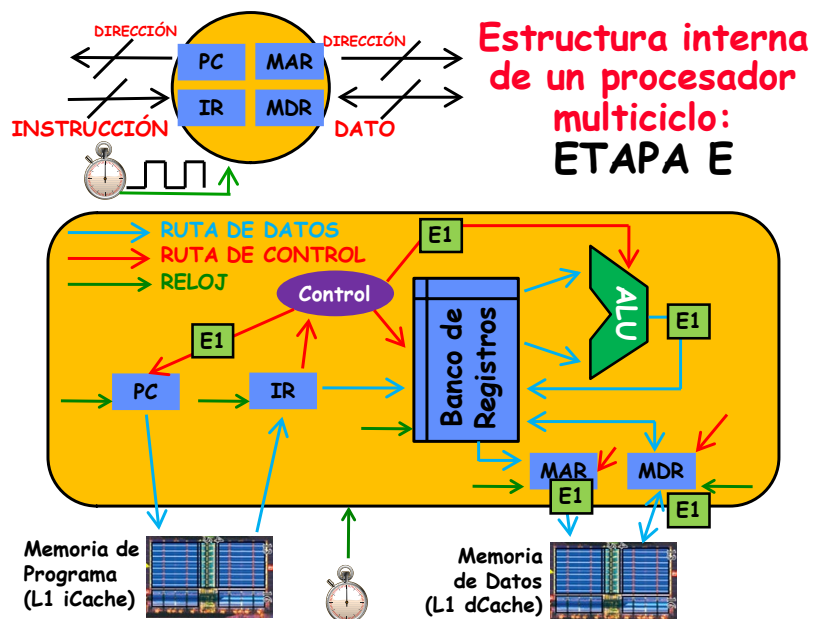 DIRECCIÓN
DIRECCIÓN
PC
MAR
IR
MDR
INSTRUCCIÓN
DATO
Estructura interna
de un procesador
multiciclo:
ETAPA E
RUTA DE DATOS
RUTA DE CONTROL
RELOJ
E1
Control
ALU
E1
E1
Banco de
Registros
PC
IR
MAR
MDR
E1
E1
Memoria de
Programa
(L1 iCache)
Memoria
de Datos
(L1 dCache)